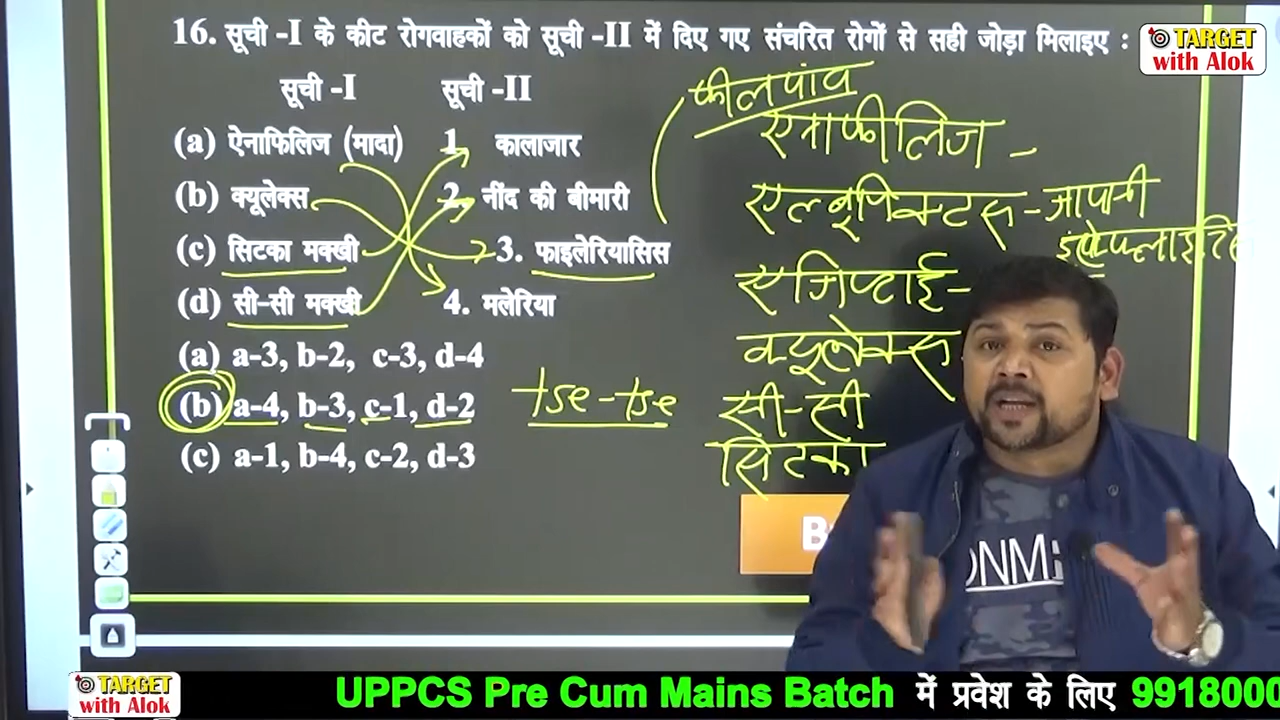 16. सूची -I के कीट रोगवाहकों को सूची -II में दिए गए संचरित रोगों से सही जोड़ा मिलाइए :
TARGET
with Alok
सूची -I सूची -II
(a) ऐनाफिलिज (मादा) 1. कालाजार
(b) क्यूलेक्स 2. नींद की बीमारी
(c) सिटका मक्खी 3. फाइलेरियासिस
(d) सी-सी मक्खी 4. मलेरिया
(a) a-3, b-2, c-3, d-4
(b) a-4, b-3, c-1, d-2
(c) a-1, b-4, c-2, d-3
tse-tse
फीलपांव
एनाफीलिज -
एल्बूपिक्टस - जापानी
एजिप्टाई -
क्यूलेक्स
सी-सी
सिटका
B
DNM
TARGET
with Alok
UPPCS Pre Cum Mains Batch में प्रवेश के लिए 9918000